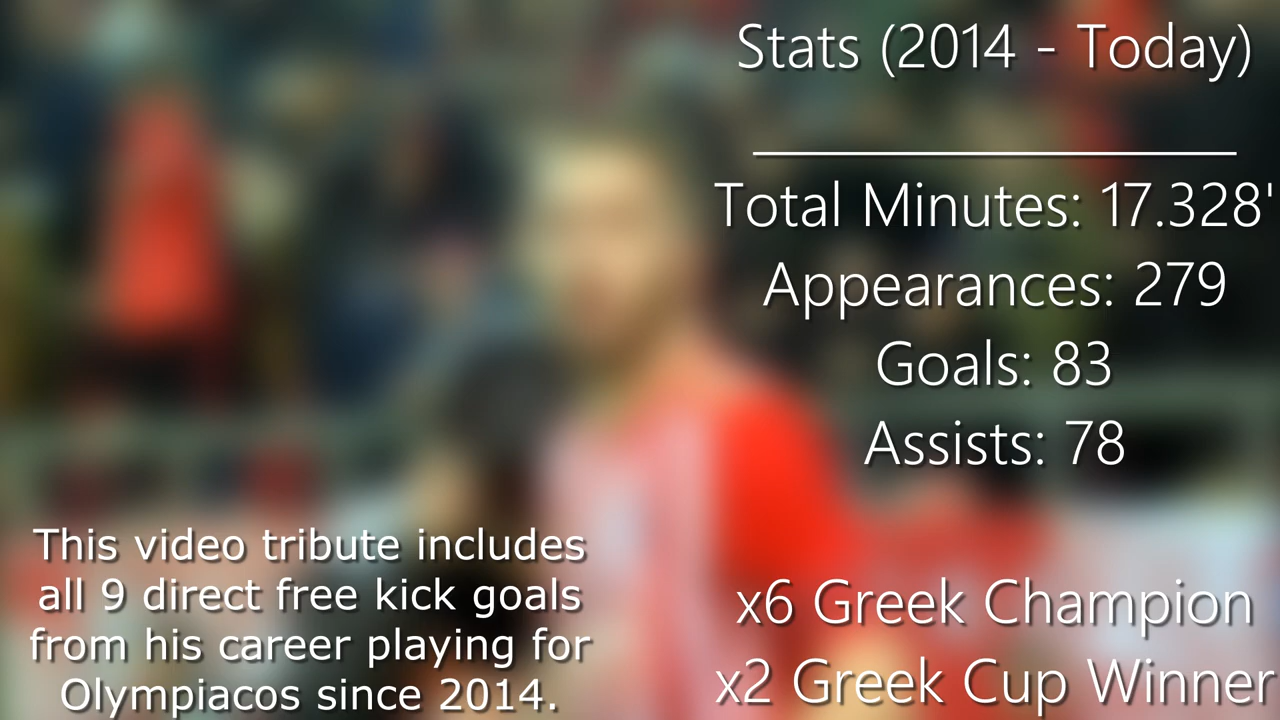 Stats (2014 - Today)
Total Minutes: 17.328'
Appearances: 279
Goals: 83
Assists: 78
x6 Greek Champion
x2 Greek Cup Winner
This video tribute includes
all 9 direct free kick goals
from his career playing for
Olympiacos since 2014.